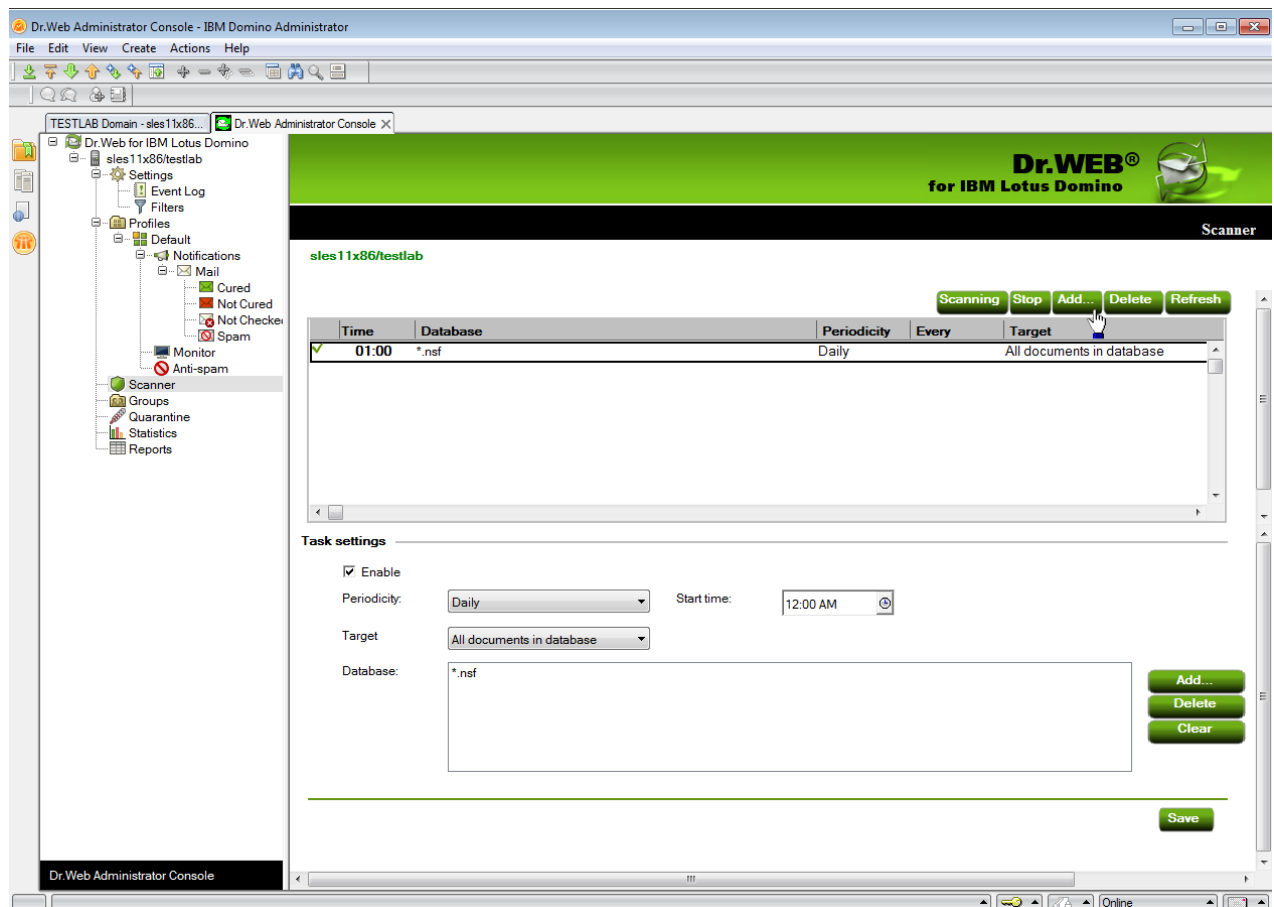 Dr.Web Administrator Console - IBM Domino Administrator
File Edit View Create Actions Help
TESTLAB Domain - sles11x86... Dr.Web Administrator Console
Dr.Web for IBM Lotus Domino
sles11x86/testlab
Settings
Event Log
Filters
Profiles
Default
Notifications
Mail
Cured
Not Cured
Not Checke
Spam
Monitor
Anti-spam
Scanner
Groups
Quarantine
Statistics
Reports
Dr.Web Administrator Console
Dr.WEB®
for IBM Lotus Domino
Scanner
sles11x86/testlab
Scanning Stop Add... Delete Refresh
Time Database Periodicity Every Target
01:00 *.nsf Daily All documents in database
Task settings
Enable
Periodicity: Daily Start time: 12:00 AM
Target All documents in database
Database: *.nsf
Add...
Delete
Clear
Save
Online